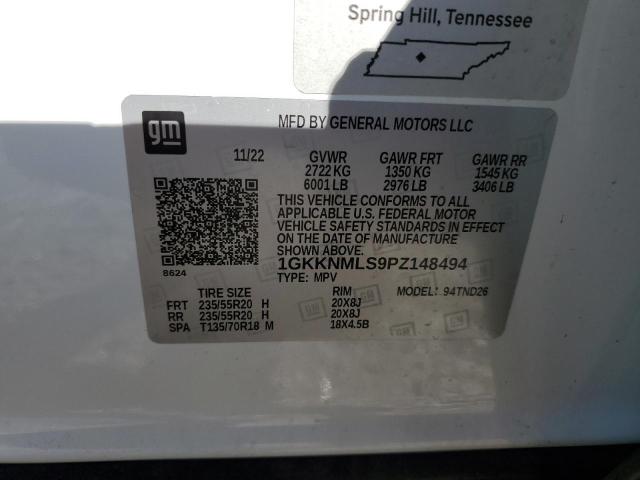 Spring Hill, Tennessee
gm
MFD BY GENERAL MOTORS LLC
11/22 GVWR GAWR FRT GAWR RR
2722 KG 1350 KG 1545 KG
6001 LB 2976 LB 3406 LB
THIS VEHICLE CONFORMS TO ALL
APPLICABLE U.S. FEDERAL MOTOR
VEHICLE SAFETY STANDARDS IN
EFFECT ON THE DATE OF MANUFACTURE
SHOWN ABOVE.
8624
1GKKNMLS9PZ148494
TYPE: MPV MODEL: 94TND26
TIRE SIZE RIM
FRT 235/55R20 H 20X8J
RR 235/55R20 H 20X8J
SPA T135/70R18 M 18X4.5B